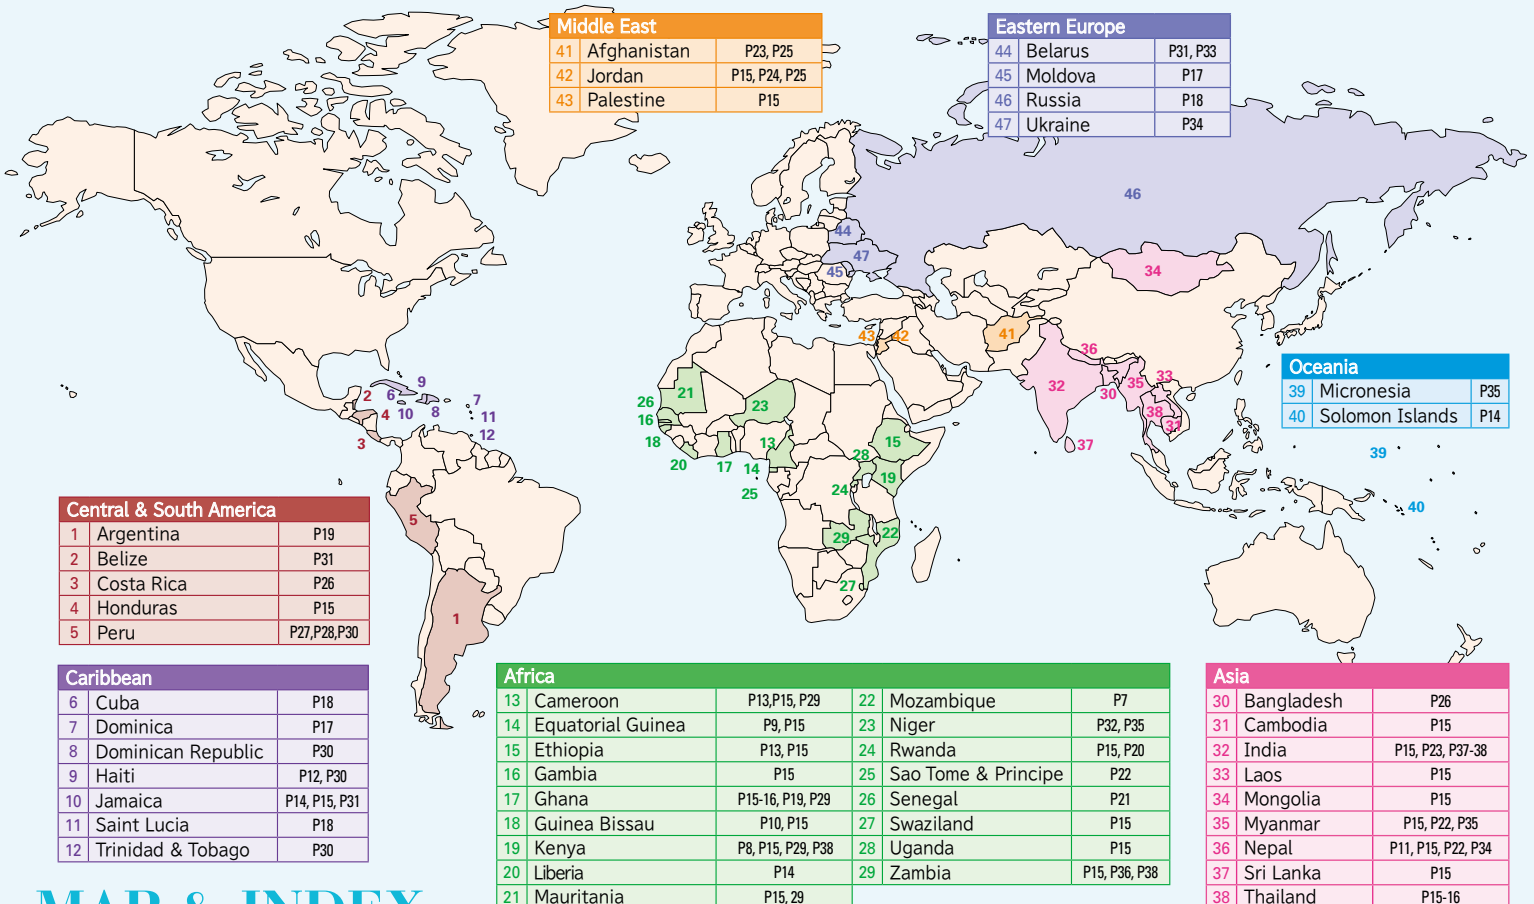 Middle East
41 Afghanistan P23, P25
42 Jordan P15, P24, P25
43 Palestine P15
Eastern Europe
44 Belarus P31, P33
45 Moldova P17
46 Russia P18
47 Ukraine P34
46
44
47
45
34
43
42
41
36
33
32
35
30
38
31
37
Oceania
39 Micronesia P35
40 Solomon Islands P14
39
40
9
2
6
7
4
10
8
11
12
3
5
1
21
26
16
23
18
13
15
20
17
14
28
19
25
24
29
22
27
Central & South America
1 Argentina P19
2 Belize P31
3 Costa Rica P26
4 Honduras P15
5 Peru P27,P28,P30
Caribbean
6 Cuba P18
7 Dominica P17
8 Dominican Republic P30
9 Haiti P12, P30
10 Jamaica P14, P15, P31
11 Saint Lucia P18
12 Trinidad & Tobago P30
Africa
13 Cameroon P13,P15, P29 22 Mozambique P7
14 Equatorial Guinea P9, P15 23 Niger P32, P35
15 Ethiopia P13, P15 24 Rwanda P15, P20
16 Gambia P15 25 Sao Tome & Principe P22
17 Ghana P15-16, P19, P29 26 Senegal P21
18 Guinea Bissau P10, P15 27 Swaziland P15
19 Kenya P8, P15, P29, P38 28 Uganda P15
20 Liberia P14 29 Zambia P15, P36, P38
21 Mauritania P15, 29
Asia
30 Bangladesh P26
31 Cambodia P15
32 India P15, P23, P37-38
33 Laos P15
34 Mongolia P15
35 Myanmar P15, P22, P35
36 Nepal P11, P15, P22, P34
37 Sri Lanka P15
38 Thailand P15-16
MAP & INDEX